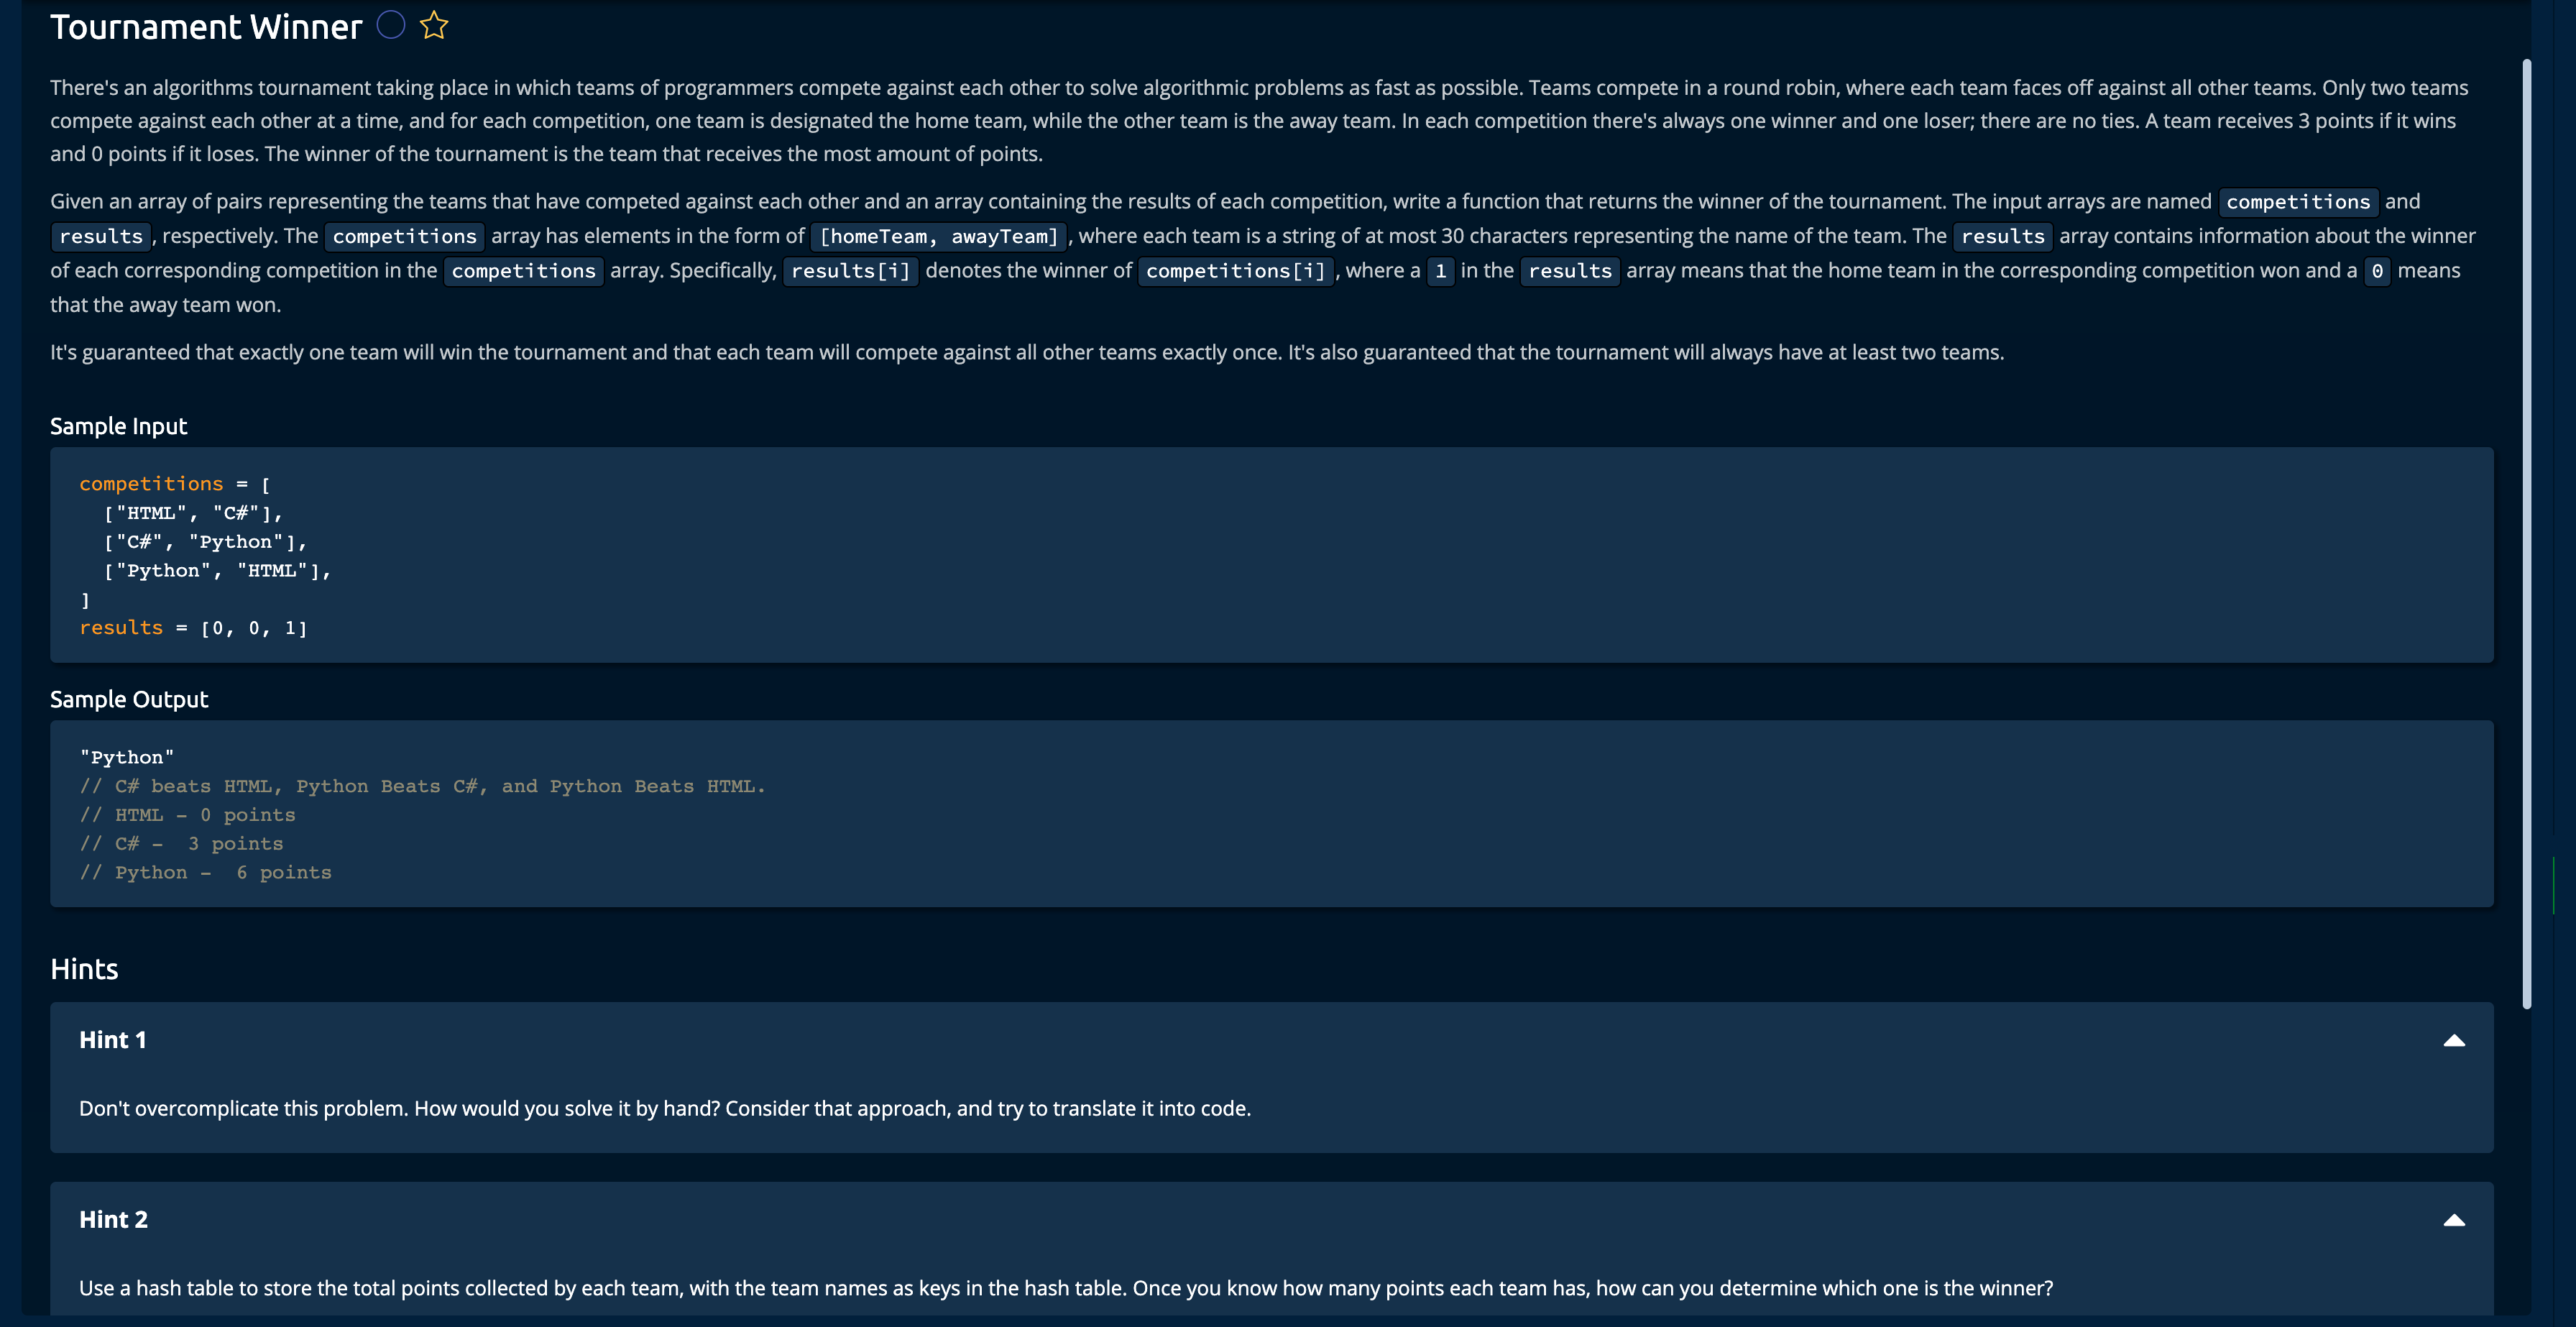 Tournament Winner
There's an algorithms tournament taking place in which teams of programmers compete against each other to solve algorithmic problems as fast as possible. Teams compete in a round robin, where each team faces off against all other teams. Only two teams
compete against each other at a time, and for each competition, one team is designated the home team, while the other team is the away team. In each competition there's always one winner and one loser; there are no ties. A team receives 3 points if it wins
and 0 points if it loses. The winner of the tournament is the team that receives the most amount of points.
Given an array of pairs representing the teams that have competed against each other and an array containing the results of each competition, write a function that returns the winner of the tournament. The input arrays are named competitions and
results, respectively. The competitions array has elements in the form of [homeTeam, awayTeam], where each team is a string of at most 30 characters representing the name of the team. The results array contains information about the winner
of each corresponding competition in the competitions array. Specifically, results[i] denotes the winner of competitions[i], where a 1 in the results array means that the home team in the corresponding competition won and a 0 means
that the away team won.
It's guaranteed that exactly one team will win the tournament and that each team will compete against all other teams exactly once. It's also guaranteed that the tournament will always have at least two teams.
Sample Input
competitions = [
  ["HTML", "C#"],
  ["C#", "Python"],
  ["Python", "HTML"],
]
results = [0, 0, 1]
Sample Output
"Python"
// C# beats HTML, Python Beats C#, and Python Beats HTML.
// HTML - 0 points
// C# -  3 points
// Python -  6 points
Hints
Hint 1
Don't overcomplicate this problem. How would you solve it by hand? Consider that approach, and try to translate it into code.
Hint 2
Use a hash table to store the total points collected by each team, with the team names as keys in the hash table. Once you know how many points each team has, how can you determine which one is the winner?